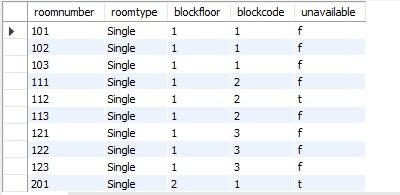 roomnumber roomtype blockfloor blockcode unavailable
101 Single 1 1 f
102 Single 1 1 f
103 Single 1 1 f
111 Single 1 2 f
112 Single 1 2 t
113 Single 1 2 f
121 Single 1 3 f
122 Single 1 3 f
123 Single 1 3 f
201 Single 2 1 t